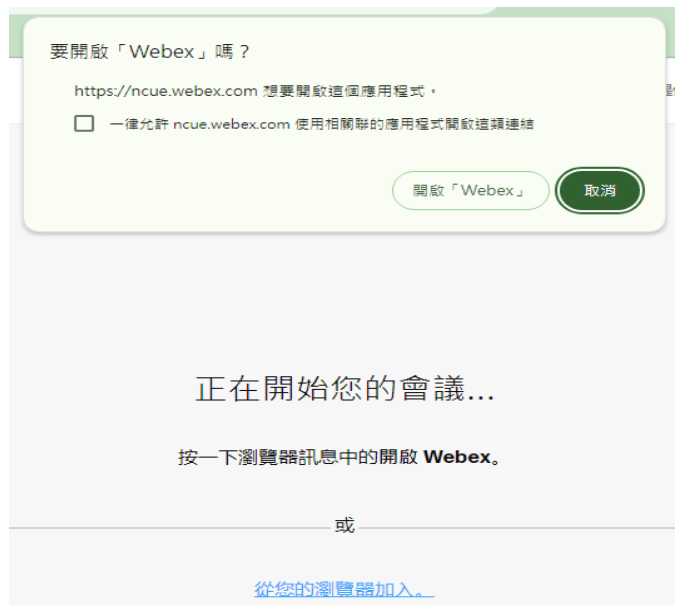 要開啟「Webex」嗎？
https://ncue.webex.com 想要開啟這個應用程式。
一律允許 ncue.webex.com 使用相關聯的應用程式開啟這類連結
開啟「Webex」
取消
正在開始您的會議...
按一下瀏覽器訊息中的開啟 Webex。
或
從您的瀏覽器加入。